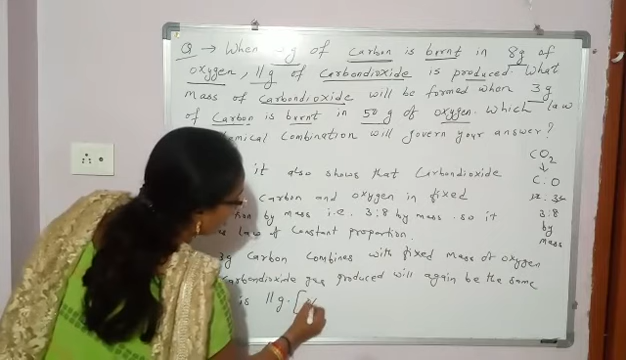 Q → When g of Carbon is bornt in 8g of
oxygen, 11g of Carbondioxide is produced. What
mass of Carbondioxide will be formed when 3g
of Carbon is burnt in 50g of oxygen. Which law
Chemical Combination will govern your answer?
it also shows that Carbondioxide
Carbon and oxygen in fixed
by mass i.e. 3:8 by mass. So it
law of Constant proportion.
3g Carbon Combines with fixed mass of oxygen
Carbondioxide gas produced will again be the same
is 11g. [
CO2
↓
C:O
3:8
by
mass